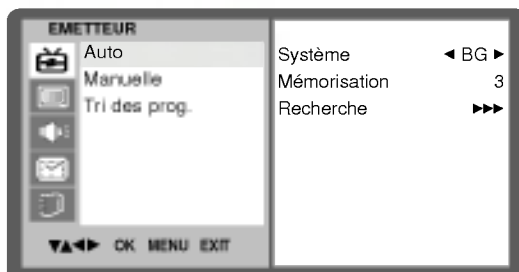 EMETTEUR
Auto
Manuelle
Tri des prog.
▼▲◄► OK MENU EXIT
Système ◄ BG ►
Mémorisation 3
Recherche ►►►